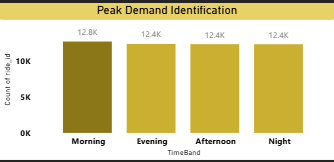 Peak Demand Identification
12.8K
12.4K
12.4K
12.4K
10K
5K
0K
Count of ride_id
Morning
Evening
Afternoon
Night
TimeBand